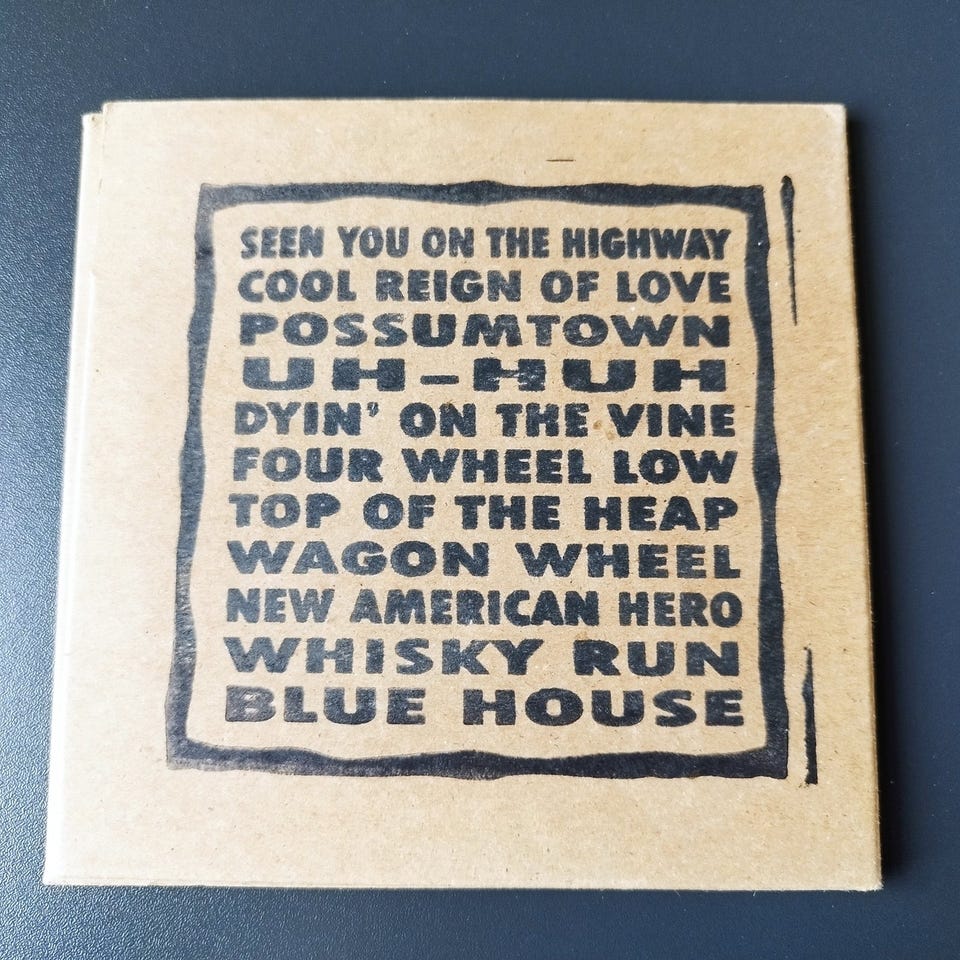 SEEN YOU ON THE HIGHWAY
COOL REIGN OF LOVE
POSSUMTOWN
UH-HUH
DYIN' ON THE VINE
FOUR WHEEL LOW
TOP OF THE HEAP
WAGON WHEEL
NEW AMERICAN HERO
WHISKY RUN
BLUE HOUSE